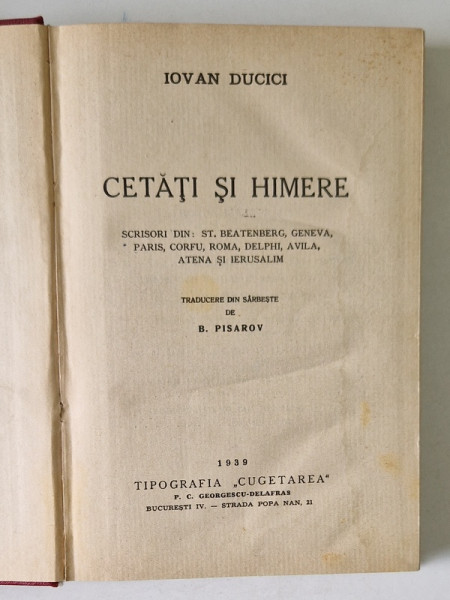 IOVAN DUCICI
CETĂŢI ŞI HIMERE
SCRISORI DIN: ST. BEATENBERG, GENEVA,
PARIS, CORFU, ROMA, DELPHI, AVILA,
ATENA ŞI IERUSALIM
TRADUCERE DIN SÂRBEŞTE
DE
B. PISAROV
1939
TIPOGRAFIA „CUGETAREA“
P. C. GEORGESCU-DELAFRAS
BUCUREŞTI IV. — STRADA POPA NAN, 21